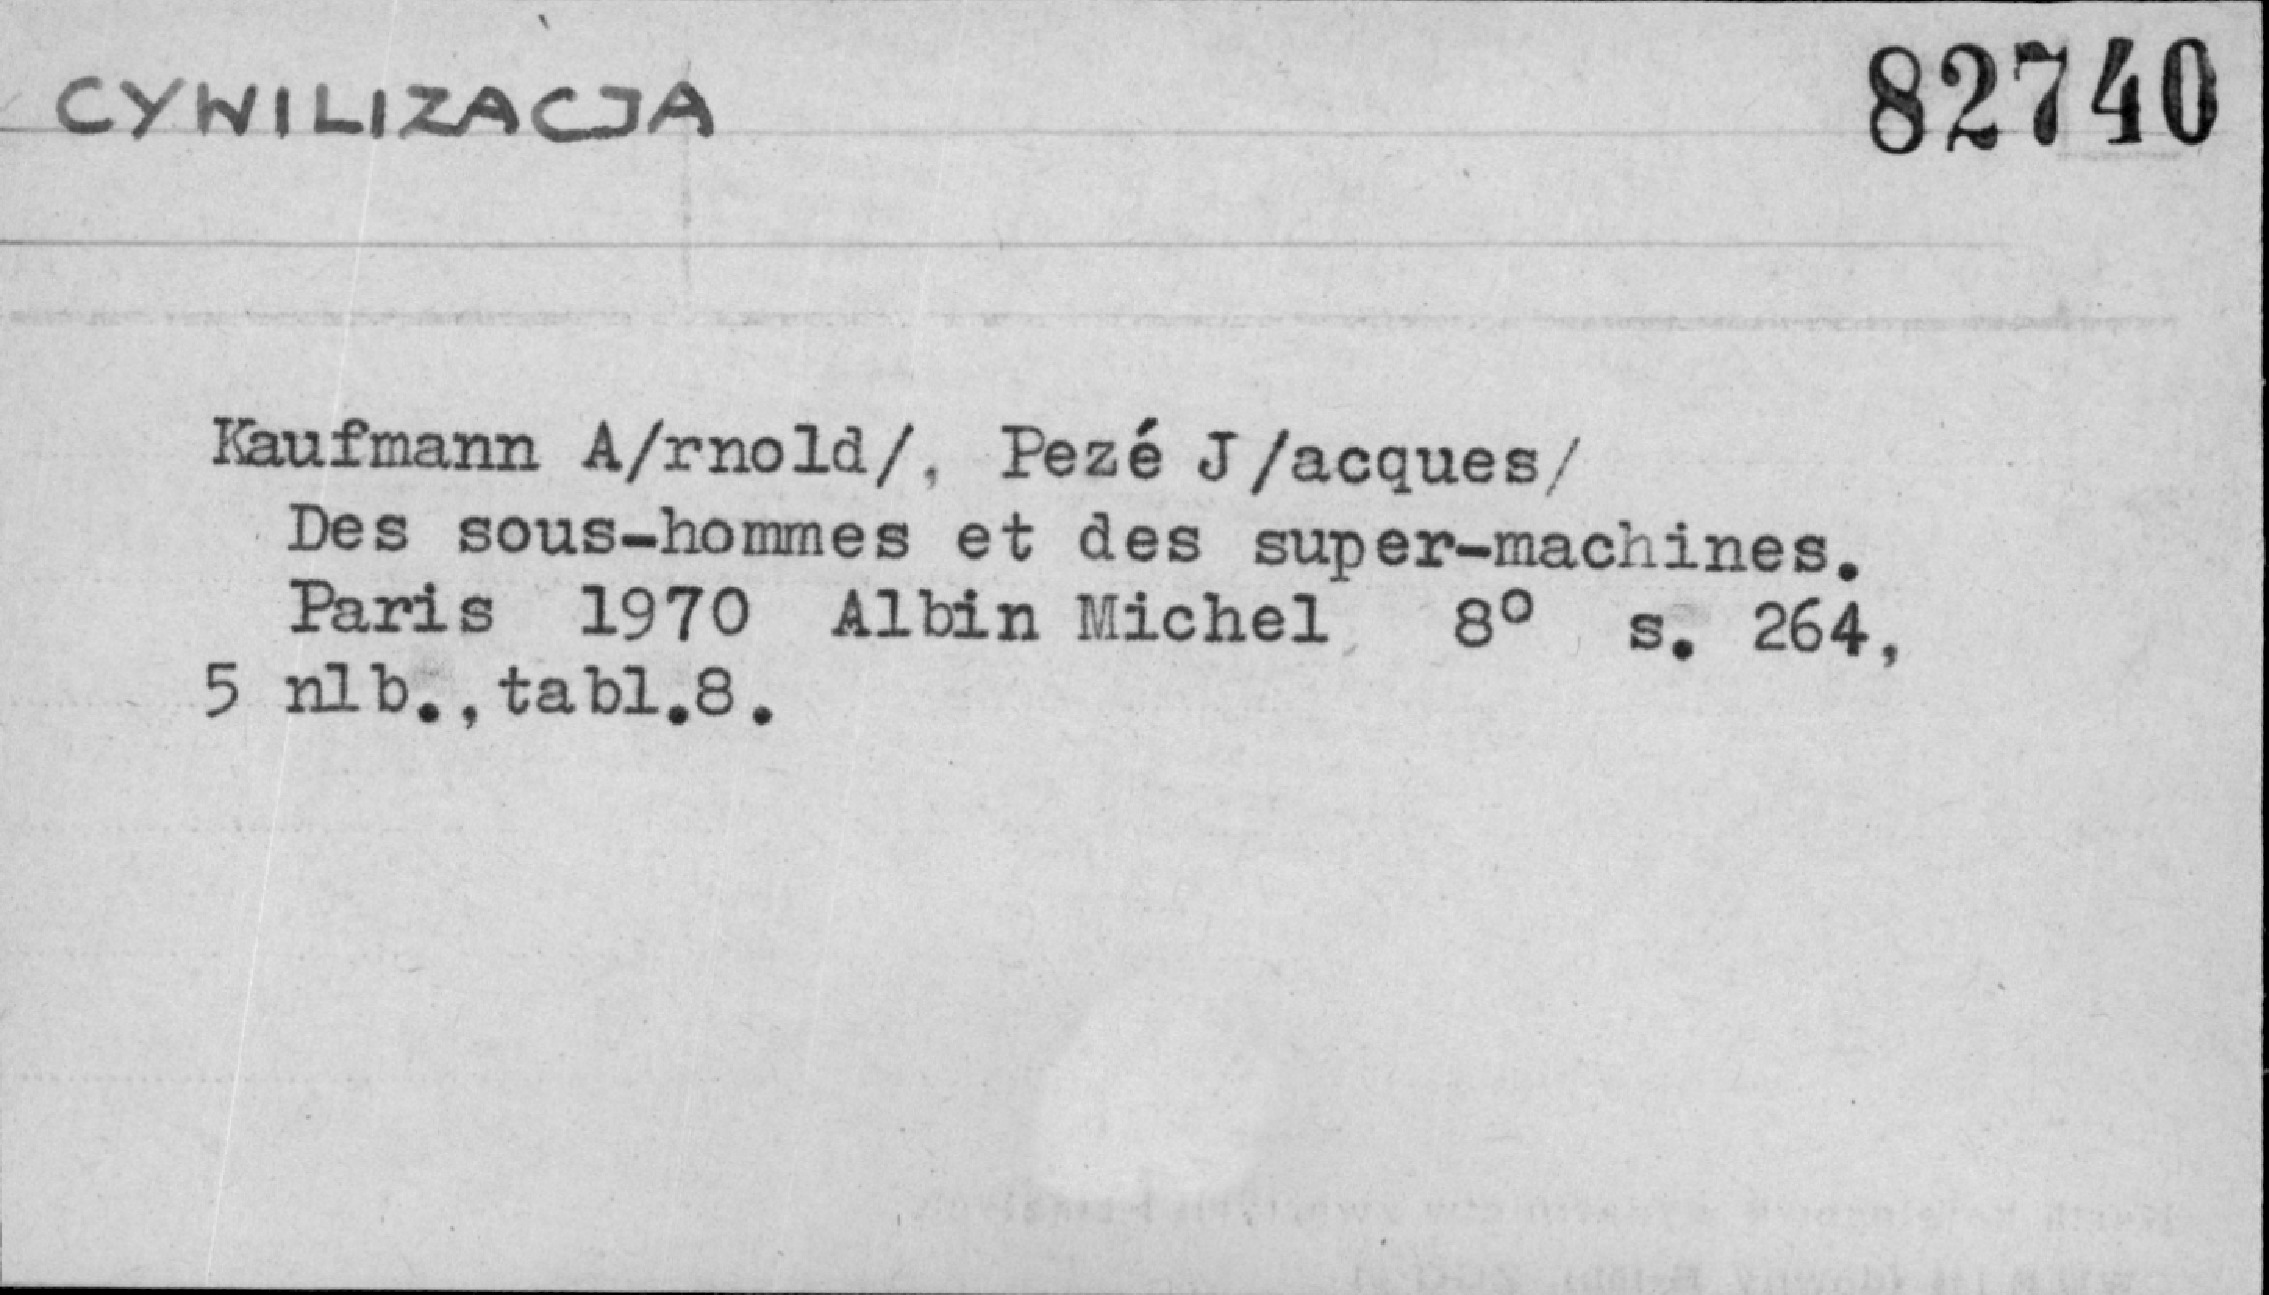 CYWILIZACJA
82740
Kaufmann A/rnold/, Pezé J/acques/
Des sous-hommes et des super-machines.
Paris 1970 Albin Michel 8° s. 264,
5 nlb., tabl.8.